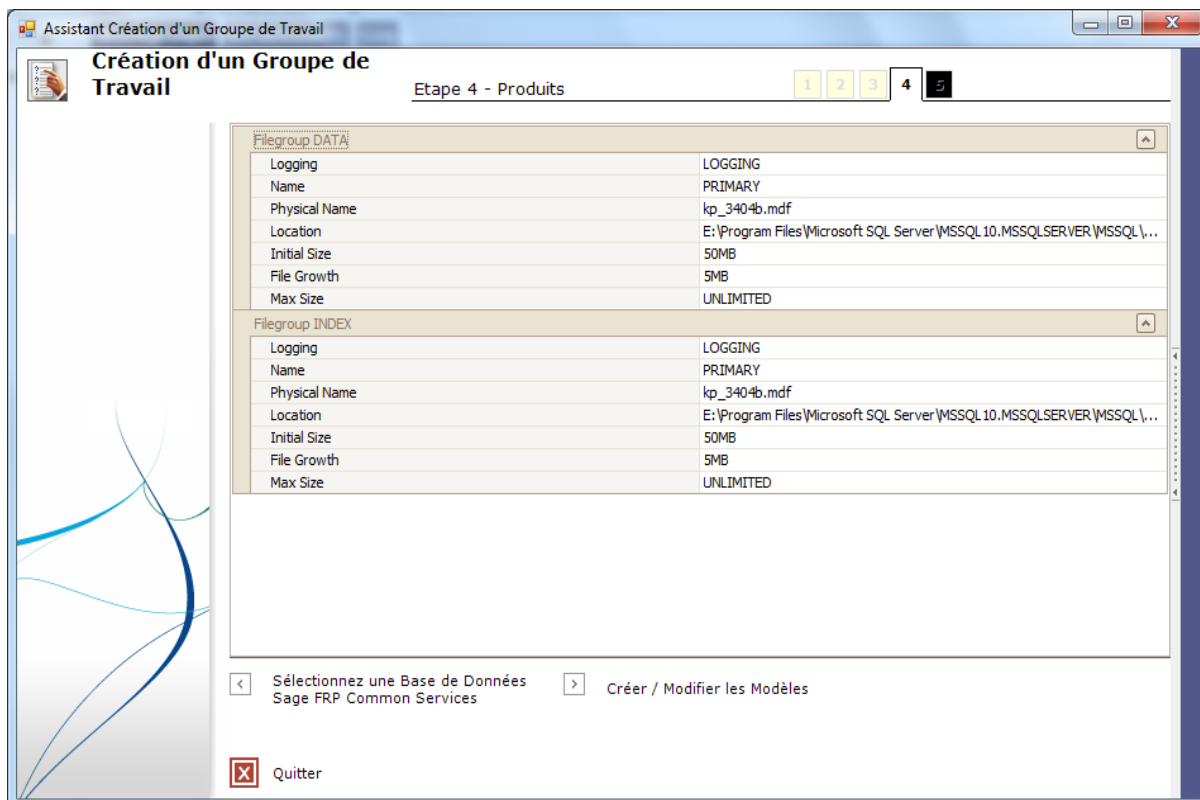 Assistant Création d'un Groupe de Travail
Création d'un Groupe de
Travail
Etape 4 - Produits
1 2 3 4 5
Filegroup DATA
Logging LOGGING
Name PRIMARY
Physical Name kp_3404b.mdf
Location E:\Program Files\Microsoft SQL Server\MSSQL10.MSSQLSERVER\MSSQL\...
Initial Size 50MB
File Growth 5MB
Max Size UNLIMITED
Filegroup INDEX
Logging LOGGING
Name PRIMARY
Physical Name kp_3404b.mdf
Location E:\Program Files\Microsoft SQL Server\MSSQL10.MSSQLSERVER\MSSQL\...
Initial Size 50MB
File Growth 5MB
Max Size UNLIMITED
Sélectionnez une Base de Données
Sage FRP Common Services
Créer / Modifier les Modèles
Quitter